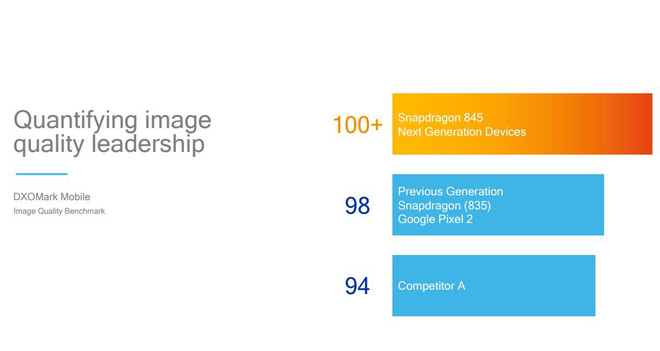 Quantifying image
quality leadership
DXOMark Mobile
Image Quality Benchmark
100+
Snapdragon 845
Next Generation Devices
98
Previous Generation
Snapdragon (835)
Google Pixel 2
94
Competitor A